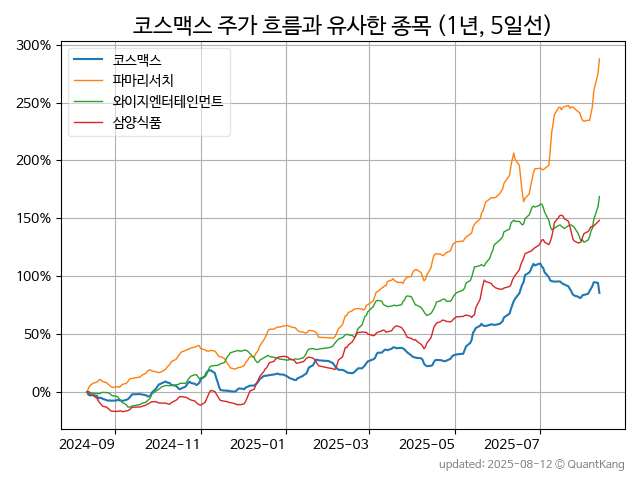 코스맥스 주가 흐름과 유사한 종목 (1년, 5일선)
코스맥스
파마리서치
와이지엔터테인먼트
삼양식품
300%
250%
200%
150%
100%
50%
0%
2024-09 2024-11 2025-01 2025-03 2025-05 2025-07
updated: 2025-08-12 © QuantKang